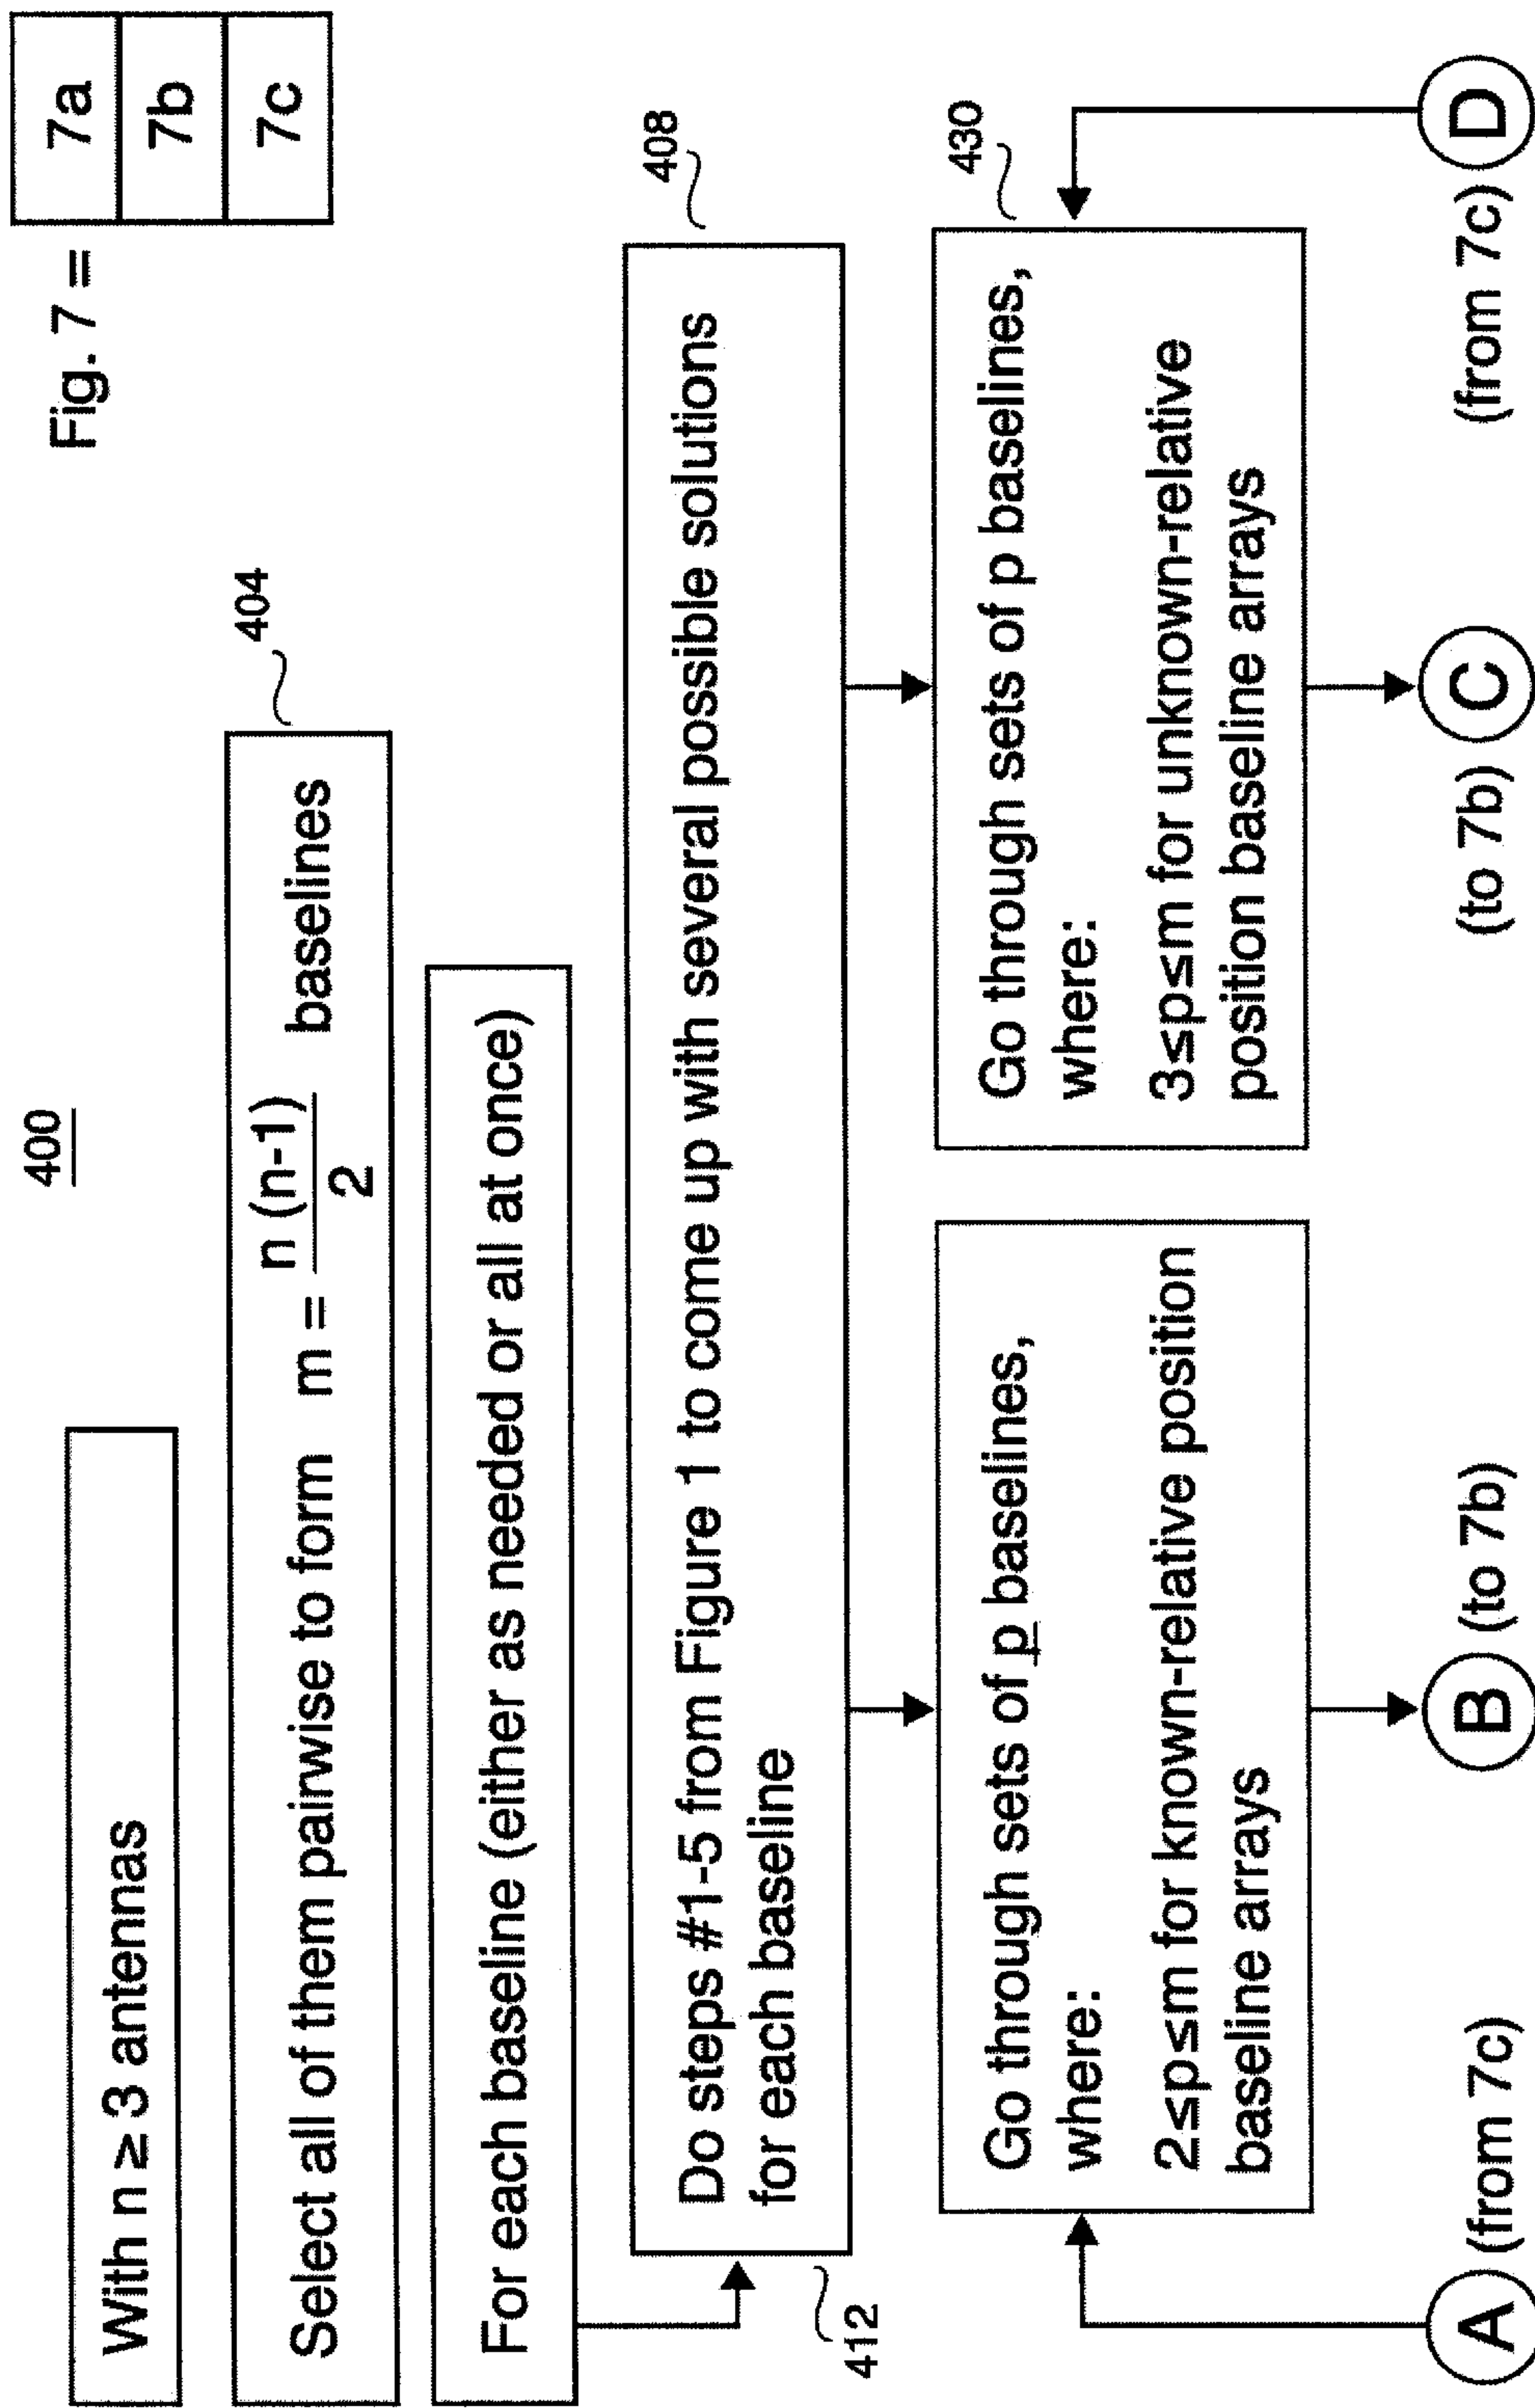 400
Fig. 7 =
7a
7b
7c
With n ≥ 3 antennas
404
Select all of them pairwise to form m = n (n-1) / 2 baselines
For each baseline (either as needed or all at once)
408
Do steps #1-5 from Figure 1 to come up with several possible solutions
for each baseline
412
Go through sets of p baselines,
where:
2≤p≤m for known-relative position
baseline arrays
430
Go through sets of p baselines,
where:
3≤p≤m for unknown-relative
position baseline arrays
A (from 7c)
B (to 7b)
(to 7b) C
(from 7c) D